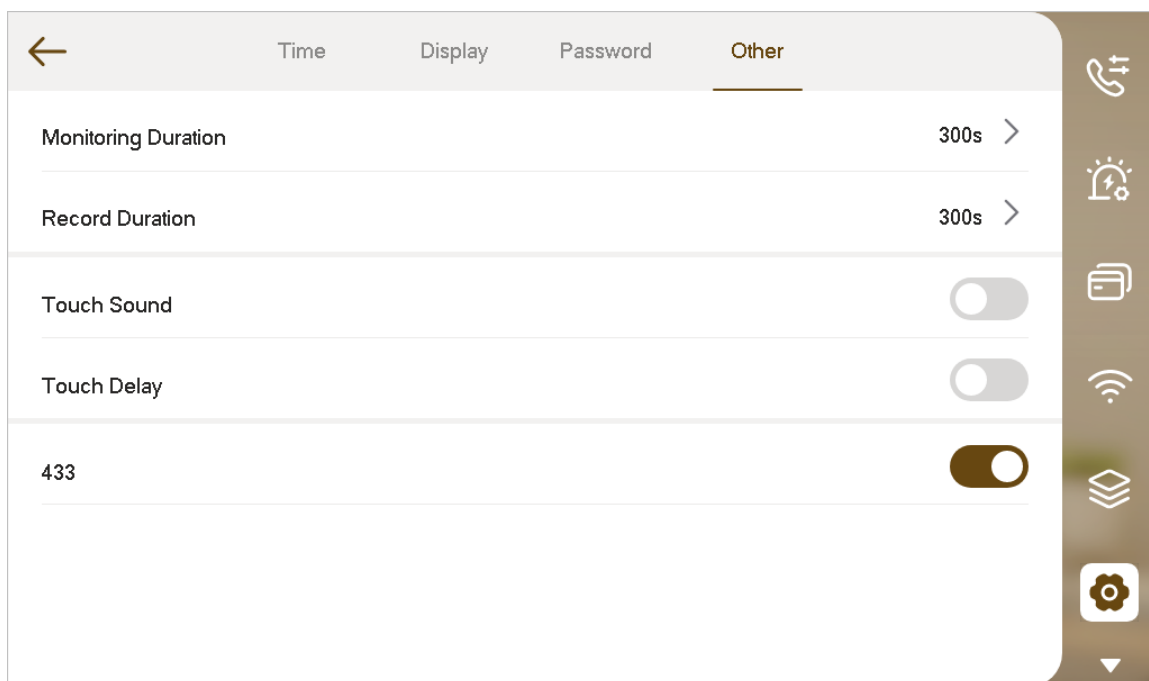 Time Display Password Other
Monitoring Duration 300s
Record Duration 300s
Touch Sound
Touch Delay
433